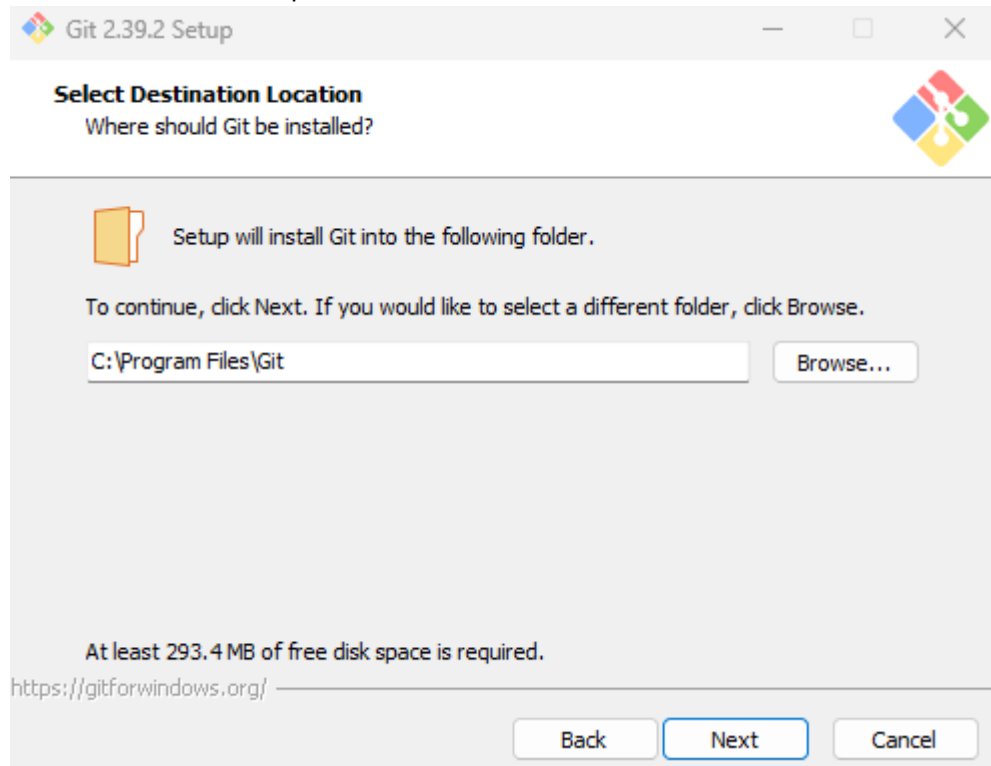 Git 2.39.2 Setup
Select Destination Location
Where should Git be installed?
Setup will install Git into the following folder.
To continue, click Next. If you would like to select a different folder, click Browse.
C:\Program Files\Git
Browse...
At least 293.4 MB of free disk space is required.
https://gitforwindows.org/
Back Next Cancel